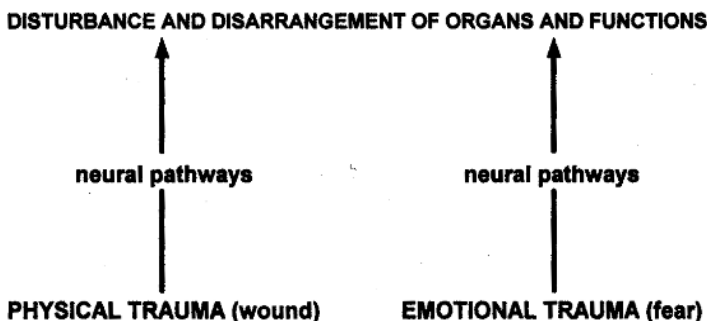 DISTURBANCE AND DISARRANGEMENT OF ORGANS AND FUNCTIONS
neural pathways neural pathways
PHYSICAL TRAUMA (wound) EMOTIONAL TRAUMA (fear)